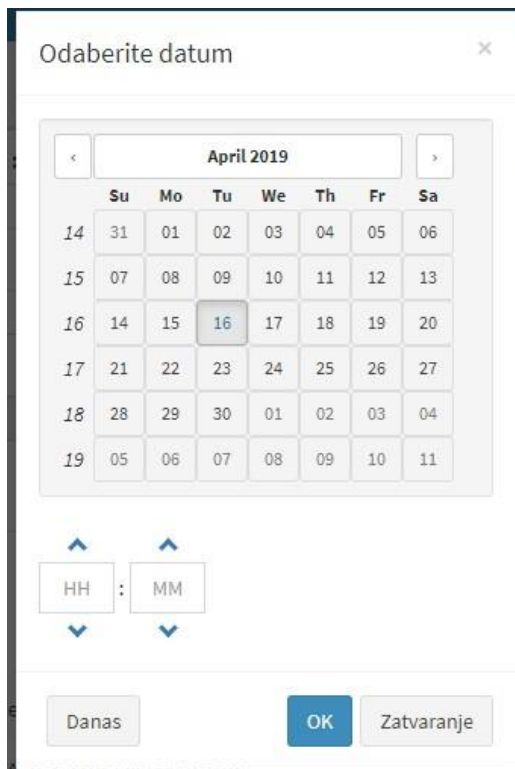 Odaberite datum ×
‹ April 2019 ›
Su Mo Tu We Th Fr Sa
14 31 01 02 03 04 05 06
15 07 08 09 10 11 12 13
16 14 15 16 17 18 19 20
17 21 22 23 24 25 26 27
18 28 29 30 01 02 03 04
19 05 06 07 08 09 10 11
HH : MM
Danas OK Zatvaranje